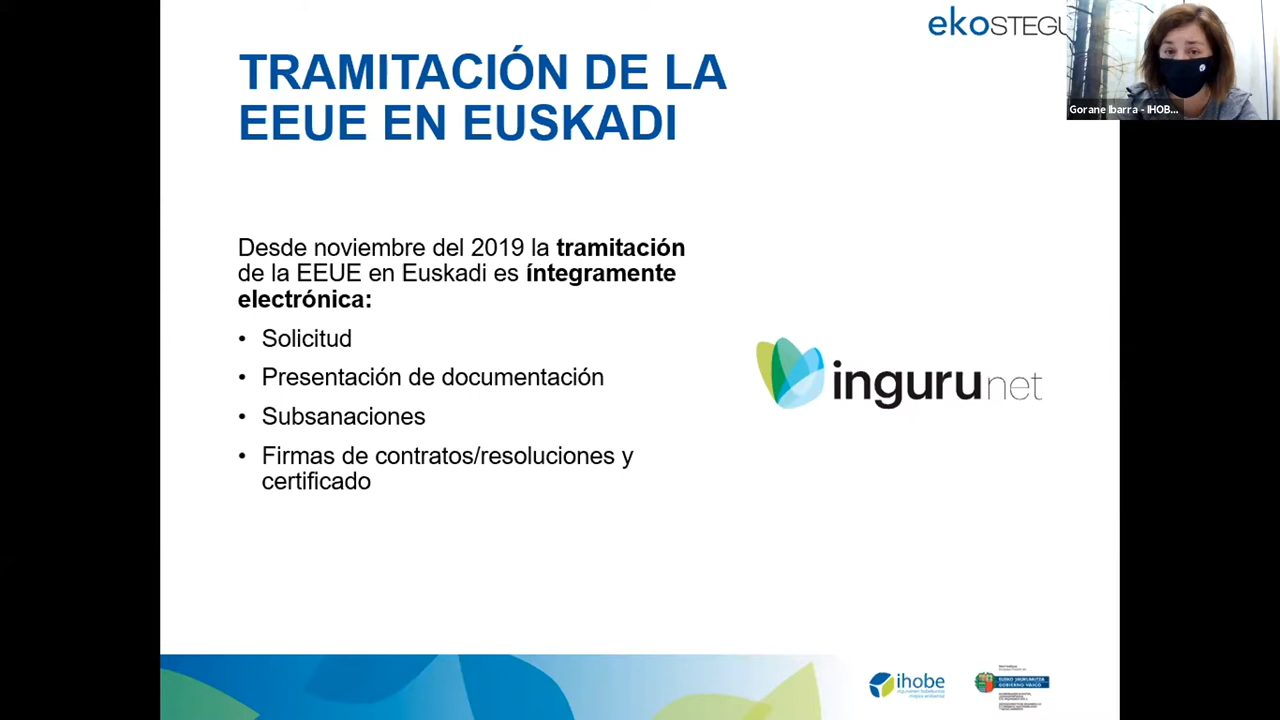 ekoSTEGU
TRAMITACIÓN DE LA
EEUE EN EUSKADI
Gorane Ibarra - IHOB...
Desde noviembre del 2019 la tramitación
de la EEUE en Euskadi es íntegramente
electrónica:
• Solicitud
• Presentación de documentación
• Subsanaciones
• Firmas de contratos/resoluciones y
certificado
ingurunet
ihobe
EUSKO JAURLARITZA
GOBIERNO VASCO